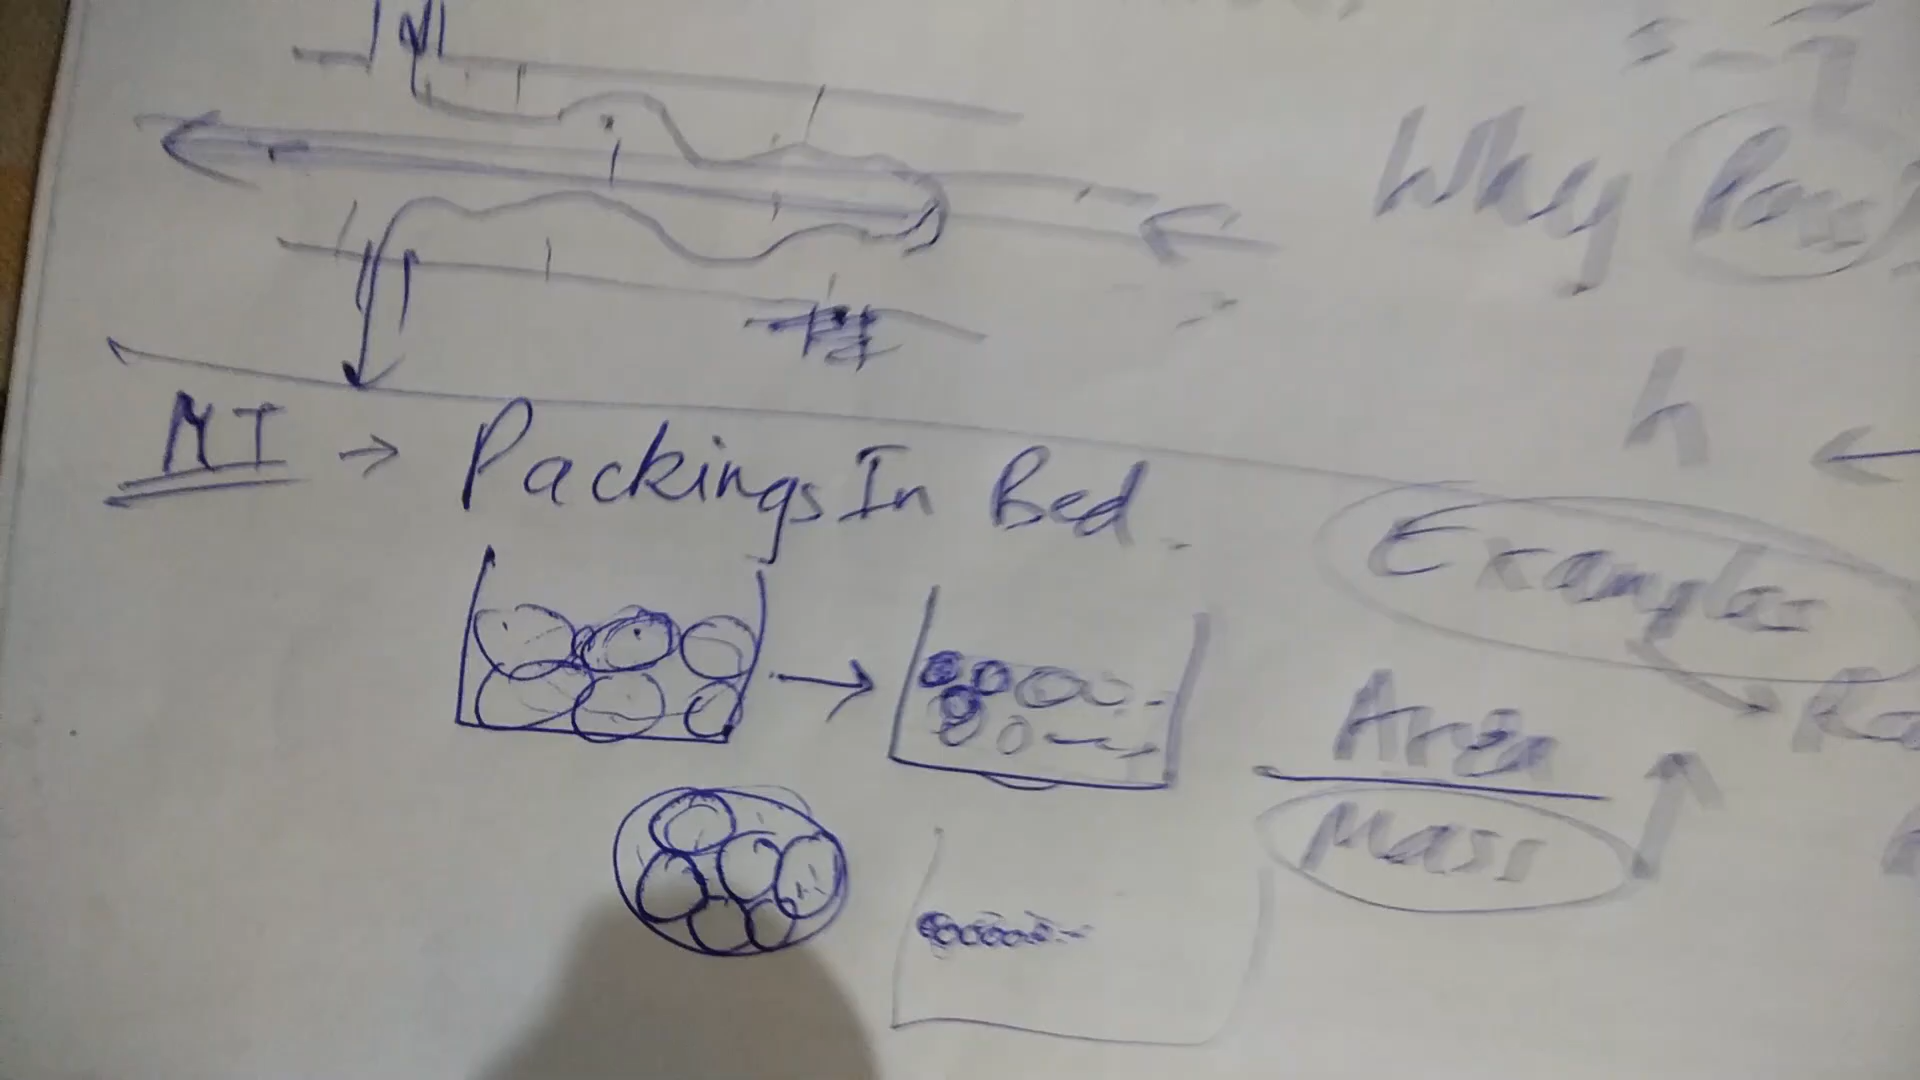 Why
h
MT → Packings In Bed.
Examples
Area
Mass